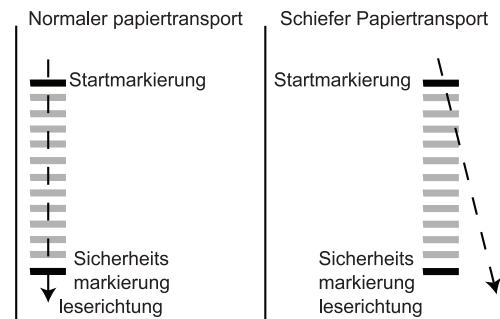 Normaler papiertransport
Startmarkierung
Sicherheits
markierung
leserichtung
Schiefer Papiertransport
Startmarkierung
Sicherheits
markierung
leserichtung